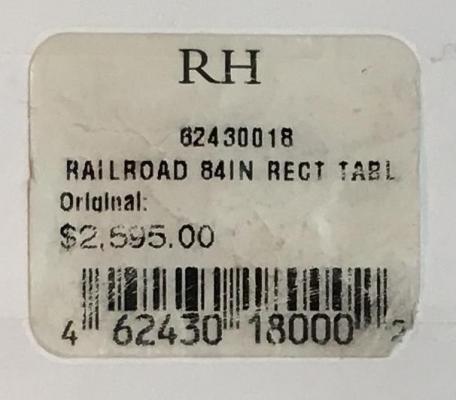 RH
62430018
RAILROAD 84IN RECT TABL
Original:
$2,595.00
4 62430 18000 2